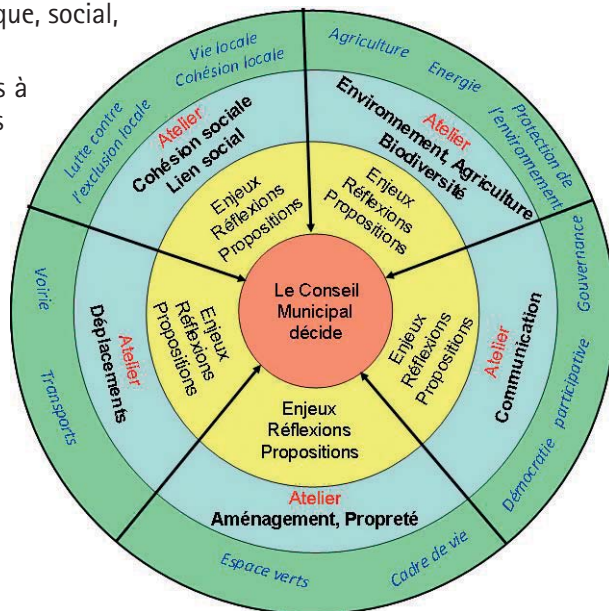 que, social,
s à
s
Vie locale
Cohésion locale
Lutte contre
l'exclusion locale
Atelier
Cohésion sociale
Lien social
Enjeux
Réflexions
Propositions
Agriculture
Energie
Protection de
l'environnement
Atelier
Environnement, Agriculture
Biodiversité
Enjeux
Réflexions
Propositions
Gouvernance
Démocratie participative
Atelier
Communication
Enjeux
Réflexions
Propositions
Le Conseil
Municipal
décide
Voirie
Transports
Atelier
Déplacements
Enjeux
Réflexions
Propositions
Enjeux
Réflexions
Propositions
Atelier
Aménagement, Propreté
Espace verts
Cadre de vie